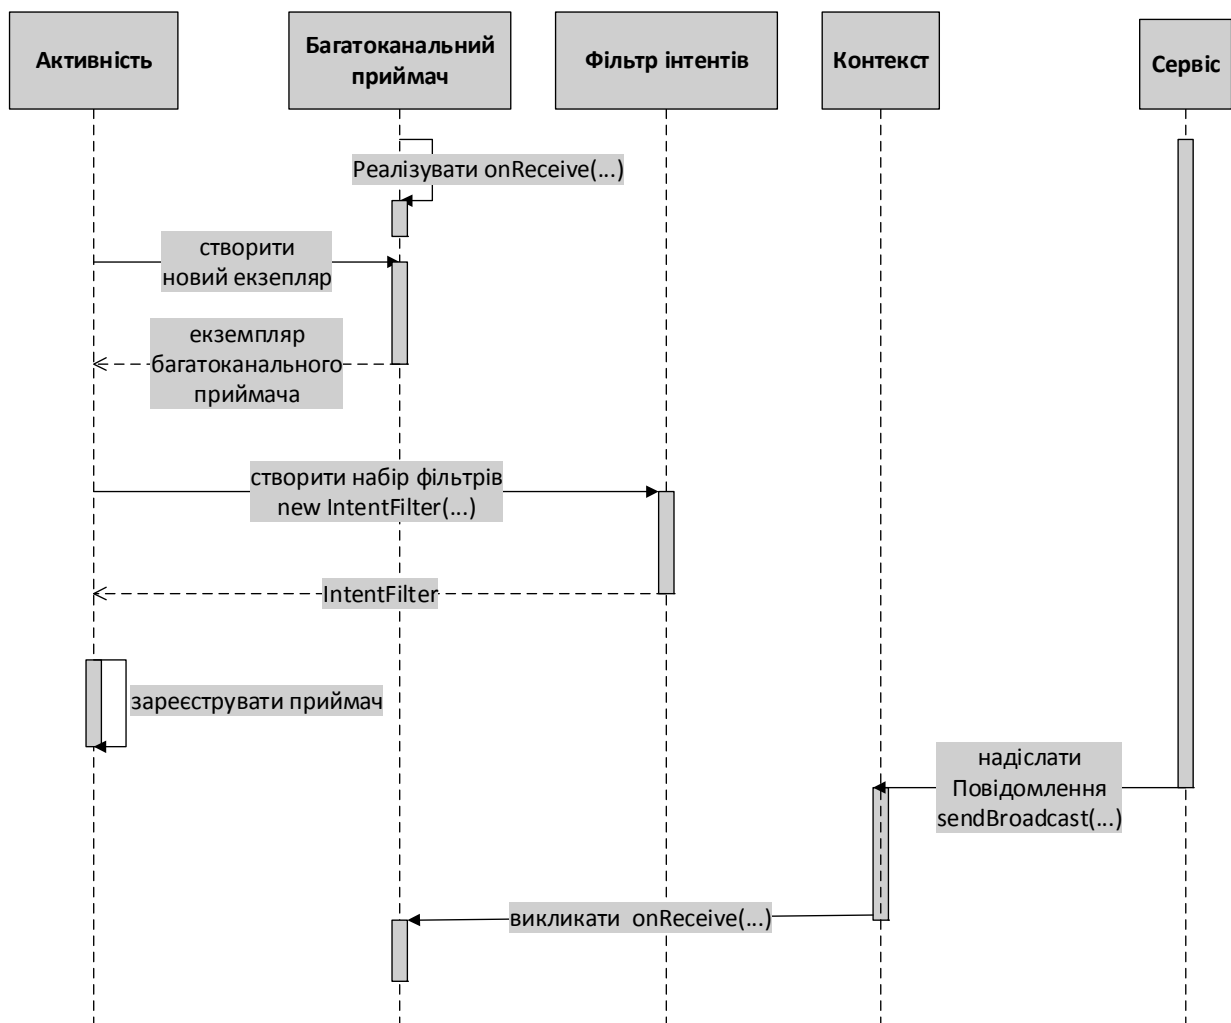 Активність
Багатоканальний
приймач
Фільтр інтентів
Контекст
Сервіс
Реалізувати onReceive(...)
створити
новий екзепляр
екземпляр
багатоканального
приймача
створити набір фільтрів
new IntentFilter(...)
IntentFilter
зареєструвати приймач
надіслати
Повідомлення
sendBroadcast(...)
викликати onReceive(...)